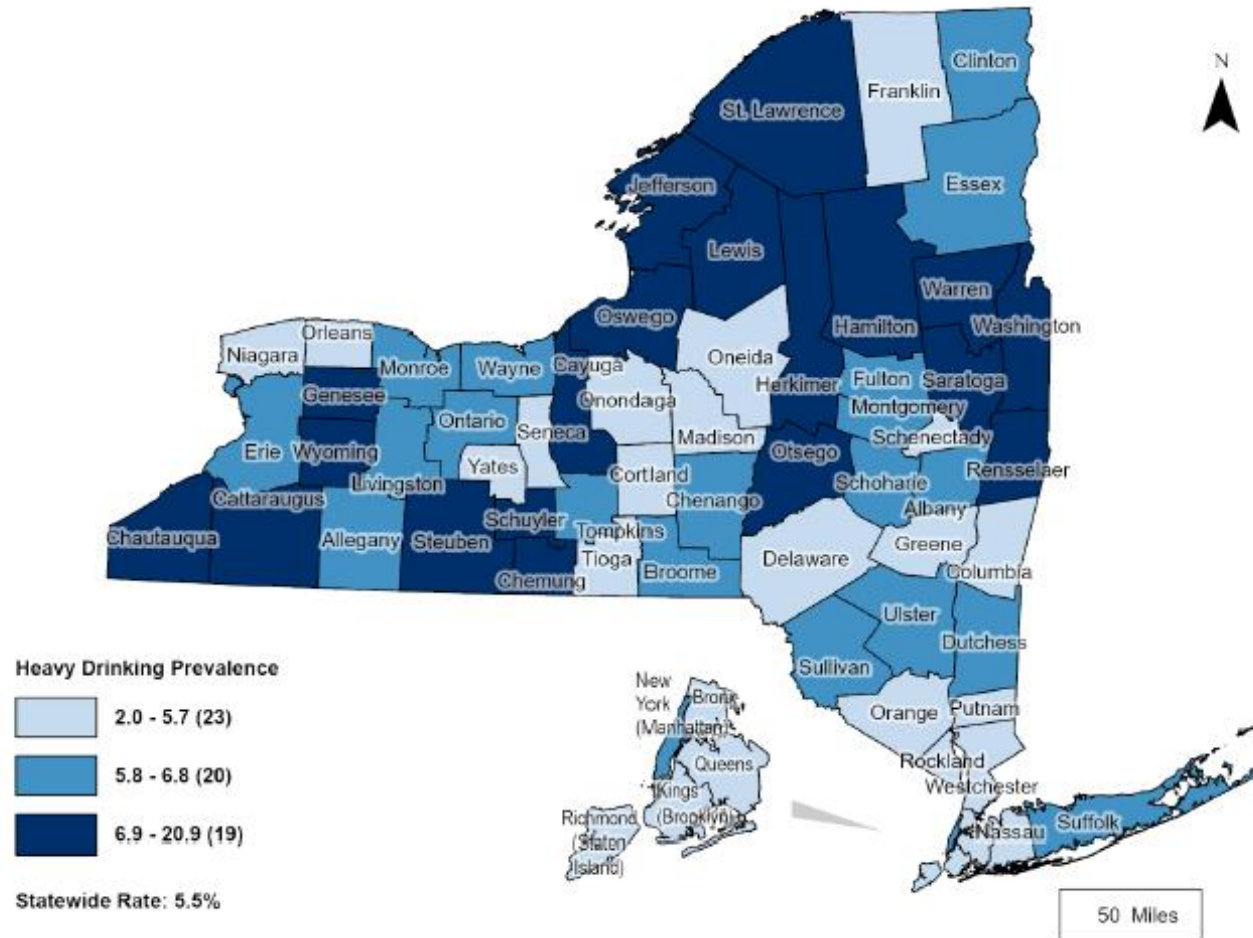 N
Clinton
Franklin
St. Lawrence
Essex
Jefferson
Lewis
Warren
Oswego
Washington
Hamilton
Orleans
Niagara
Oneida
Monroe
Wayne
Cayuga
Herkimer
Fulton
Saratoga
Genesee
Onondaga
Montgomery
Ontario
Seneca
Madison
Schenectady
Erie
Wyoming
Otsego
Yates
Cortland
Rensselaer
Livingston
Schoharie
Cattaraugus
Chenango
Albany
Schuyler
Tompkins
Chautauqua
Allegany
Steuben
Tioga
Greene
Delaware
Columbia
Chemung
Broome
Ulster
Dutchess
Sullivan
Heavy Drinking Prevalence
2.0 - 5.7 (23)
5.8 - 6.8 (20)
6.9 - 20.9 (19)
Statewide Rate: 5.5%
New
York
(Manhattan)
Bronx
Queens
Kings
(Brooklyn)
Richmond
(Staten
Island)
Orange
Putnam
Rockland
Westchester
Nassau
Suffolk
50 Miles